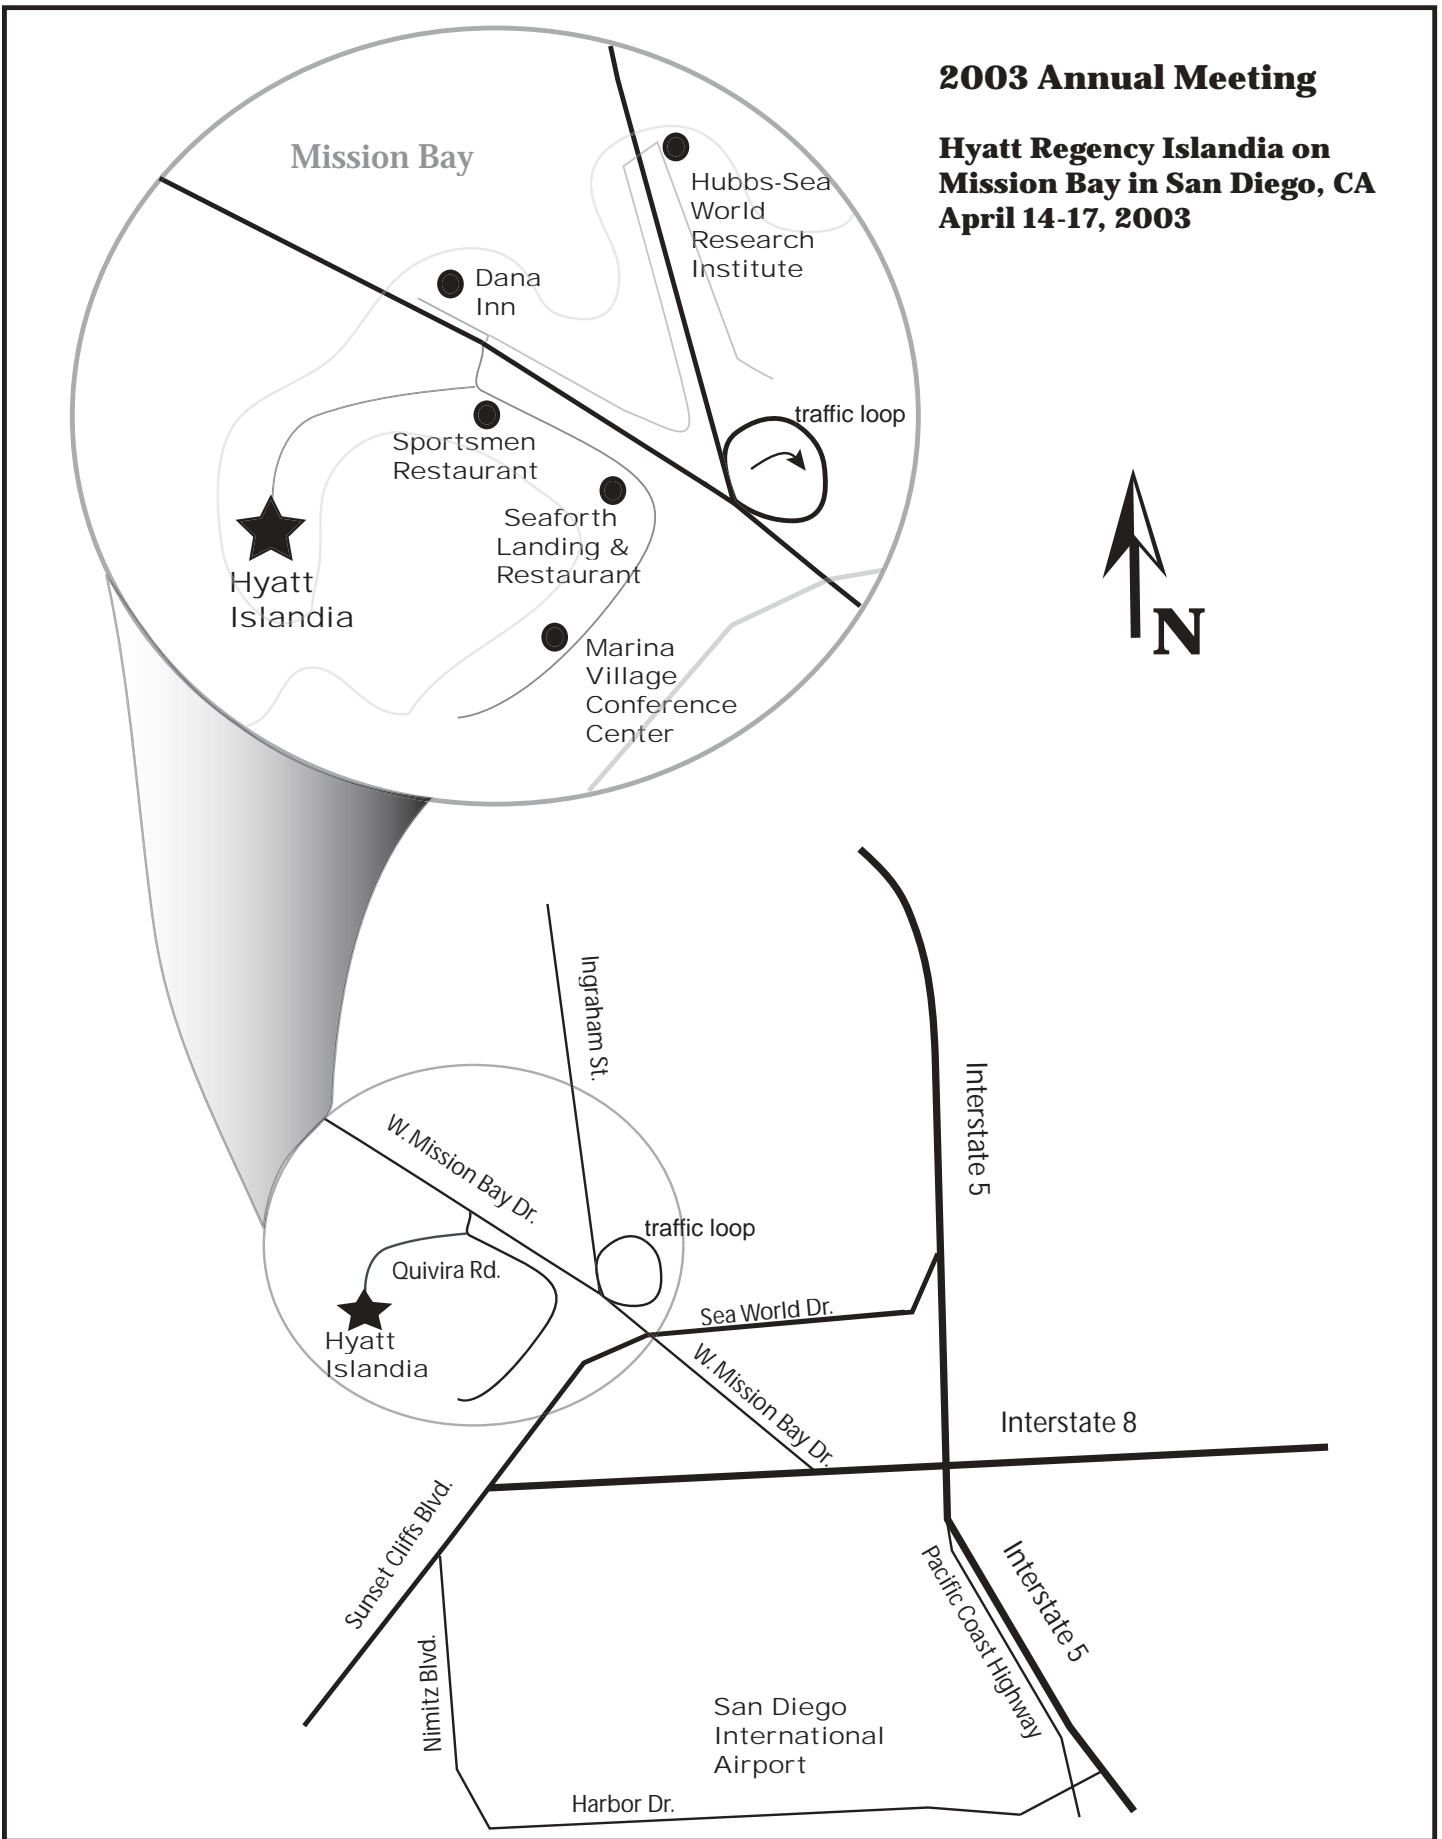 2003 Annual Meeting
Hyatt Regency Islandia on
Mission Bay in San Diego, CA
April 14-17, 2003
Mission Bay
Hubbs-Sea
World
Research
Institute
Dana
Inn
traffic loop
Sportsmen
Restaurant
Seaforth
Landing &
Restaurant
Hyatt
Islandia
Marina
Village
Conference
Center
N
Ingraham St.
Interstate 5
W. Mission Bay Dr.
traffic loop
Quivira Rd.
Sea World Dr.
Hyatt
Islandia
W. Mission Bay Dr.
Interstate 8
Sunset Cliffs Blvd.
Pacific Coast Highway
Interstate 5
Nimitz Blvd.
San Diego
International
Airport
Harbor Dr.